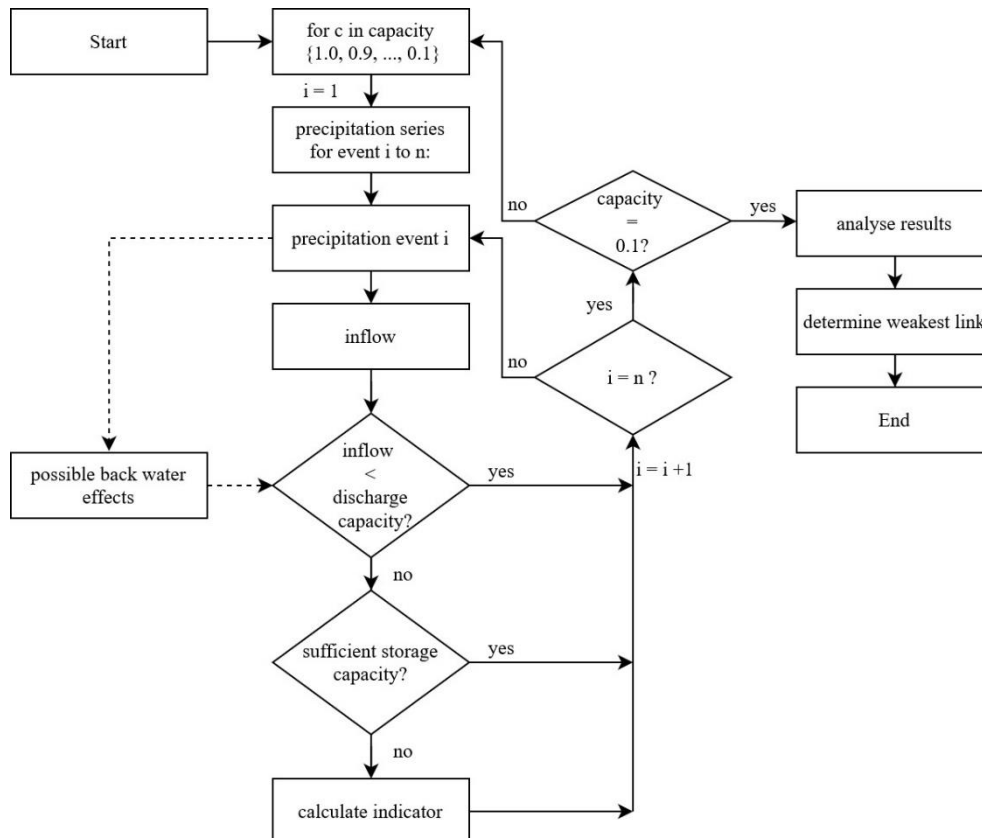 Start
for c in capacity
{1.0, 0.9, ..., 0.1}
i = 1
precipitation series
for event i to n:
precipitation event i
inflow
possible back water
effects
inflow
<
discharge
capacity?
yes
no
sufficient storage
capacity?
yes
no
calculate indicator
i = i +1
i = n ?
no
yes
capacity
=
0.1?
no
yes
analyse results
determine weakest link
End